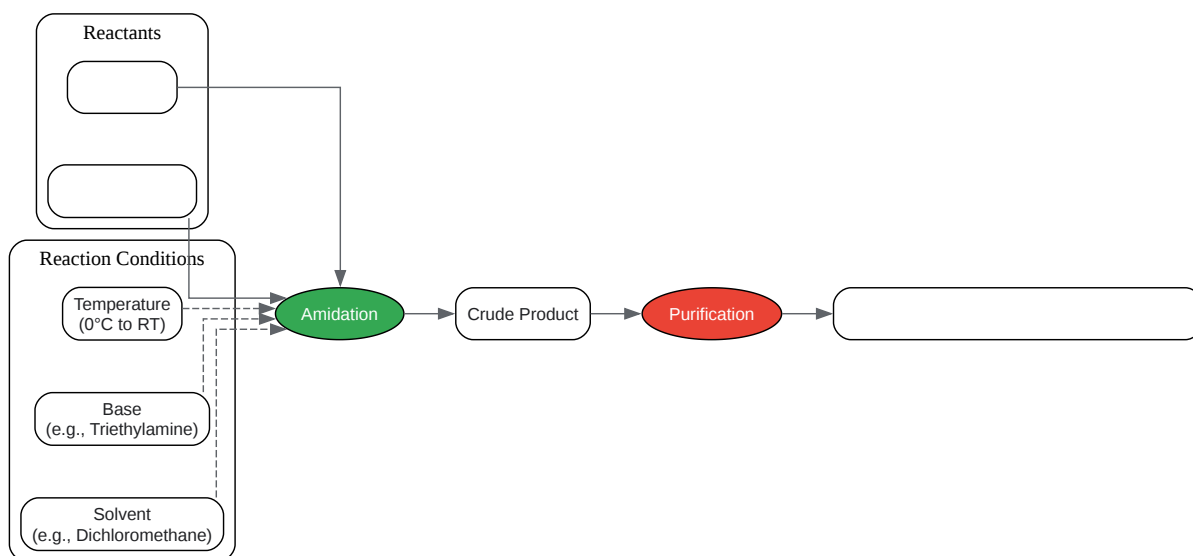 Reactants
Reaction Conditions
Temperature
(0°C to RT)
Base
(e.g., Triethylamine)
Solvent
(e.g., Dichloromethane)
Amidation
Crude Product
Purification